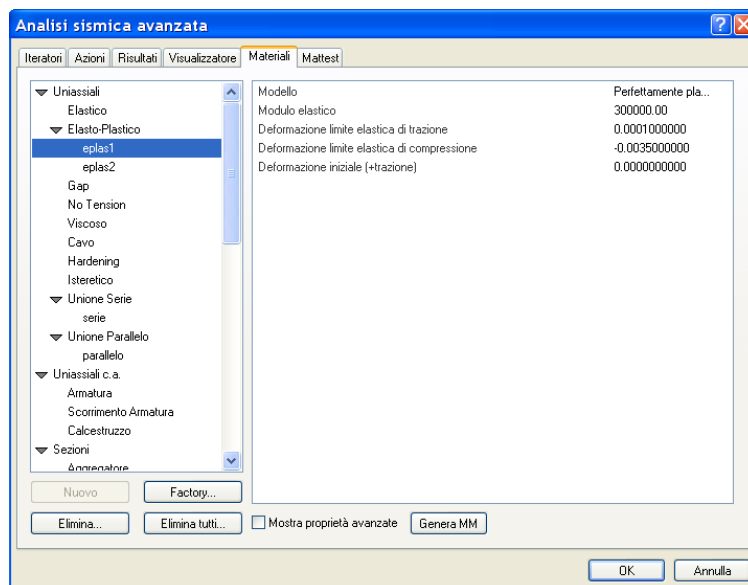 Analisi sismica avanzata
Iteratori Azioni Risultati Visualizzatore Materiali Mattest
Uniassiali
Elastico
Elasto-Plastico
eplas1
eplas2
Gap
No Tension
Viscoso
Cavo
Hardening
Isteretico
Unione Serie
serie
Unione Parallelo
parallelo
Uniassiali c.a.
Armatura
Scorrimento Armatura
Calcestruzzo
Sezioni
Aggregatore
Modello Perfettamente pla...
Modulo elastico 300000.00
Deformazione limite elastica di trazione 0.0001000000
Deformazione limite elastica di compressione -0.0035000000
Deformazione iniziale (+trazione) 0.0000000000
Nuovo Factory...
Elimina... Elimina tutti... Mostra proprietà avanzate Genera MM
OK Annulla